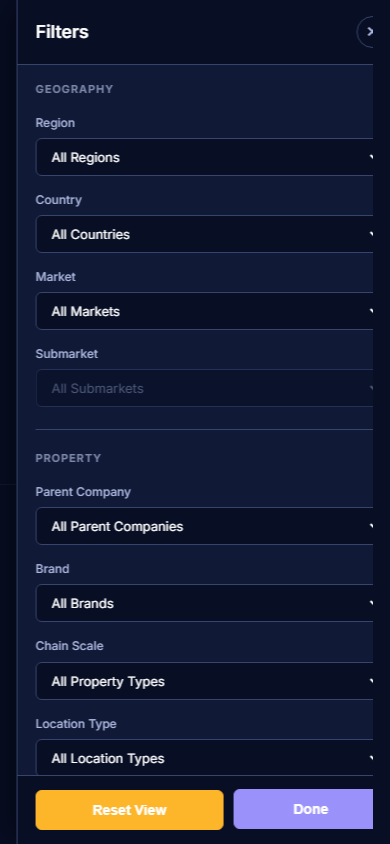 Filters
GEOGRAPHY
Region
All Regions
Country
All Countries
Market
All Markets
Submarket
All Submarkets
PROPERTY
Parent Company
All Parent Companies
Brand
All Brands
Chain Scale
All Property Types
Location Type
All Location Types
Reset View
Done